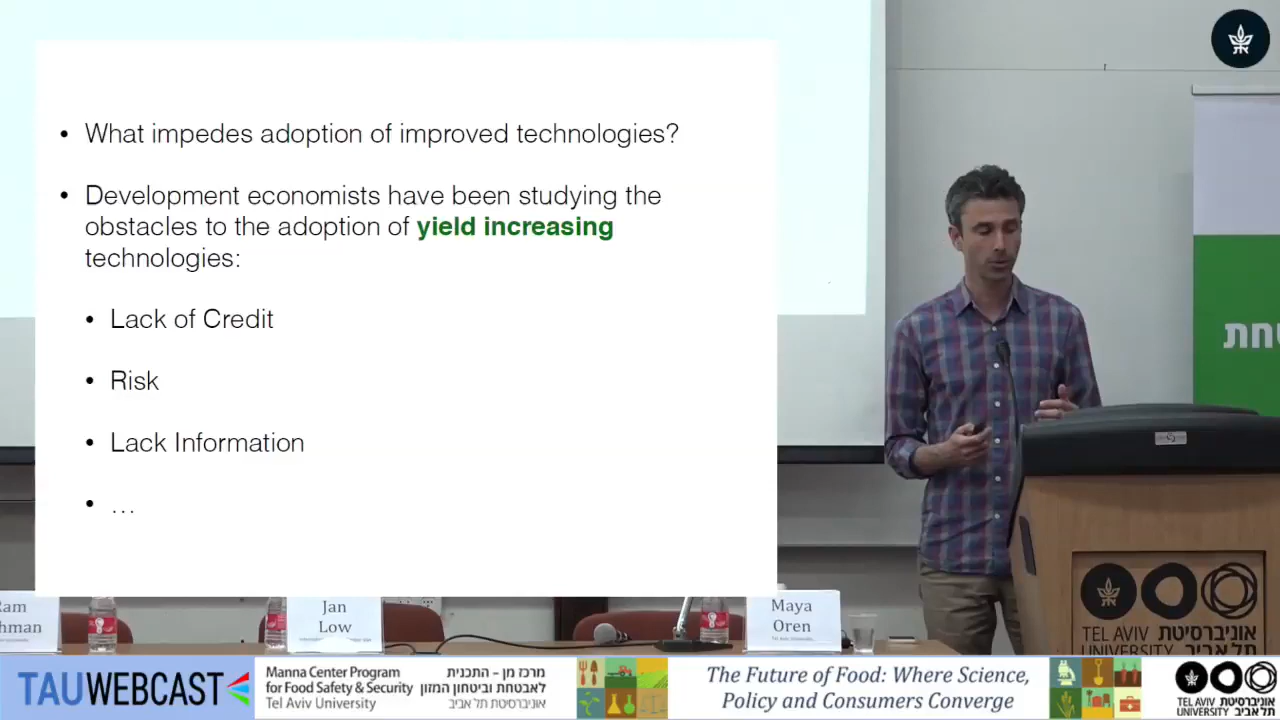 • What impedes adoption of improved technologies?
• Development economists have been studying the
obstacles to the adoption of yield increasing
technologies:
• Lack of Credit
• Risk
• Lack Information
• …
חת
Jan
Low
Maya
Oren
TEL AVIV אוניברסיטת
UNIVERSITY תל אביב
TAUWEBCAST
Manna Center Program
for Food Safety & Security
Tel Aviv University
מרכז מן - התכנית
לאבטחת וביטחון המזון
אוניברסיטת תל אביב
The Future of Food: Where Science,
Policy and Consumers Converge
TEL AVIV אוניברסיטת
UNIVERSITY תל אביב